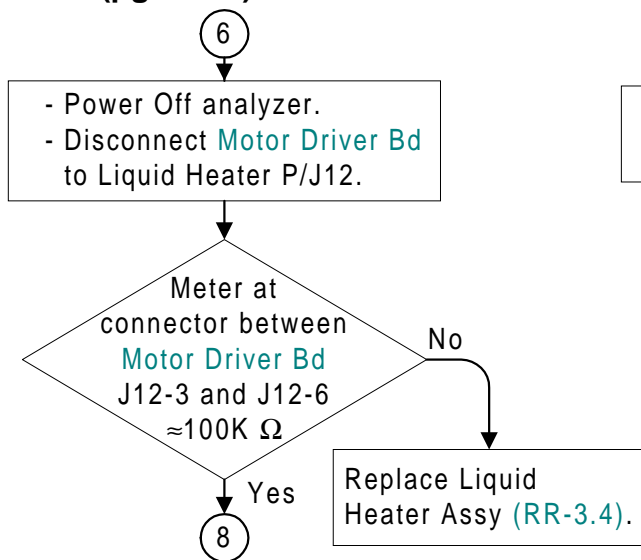 6
- Power Off analyzer.
- Disconnect Motor Driver Bd
to Liquid Heater P/J12.
Meter at
connector between
Motor Driver Bd
J12-3 and J12-6
≈100K Ω
No
Yes
Replace Liquid
Heater Assy (RR-3.4).
8